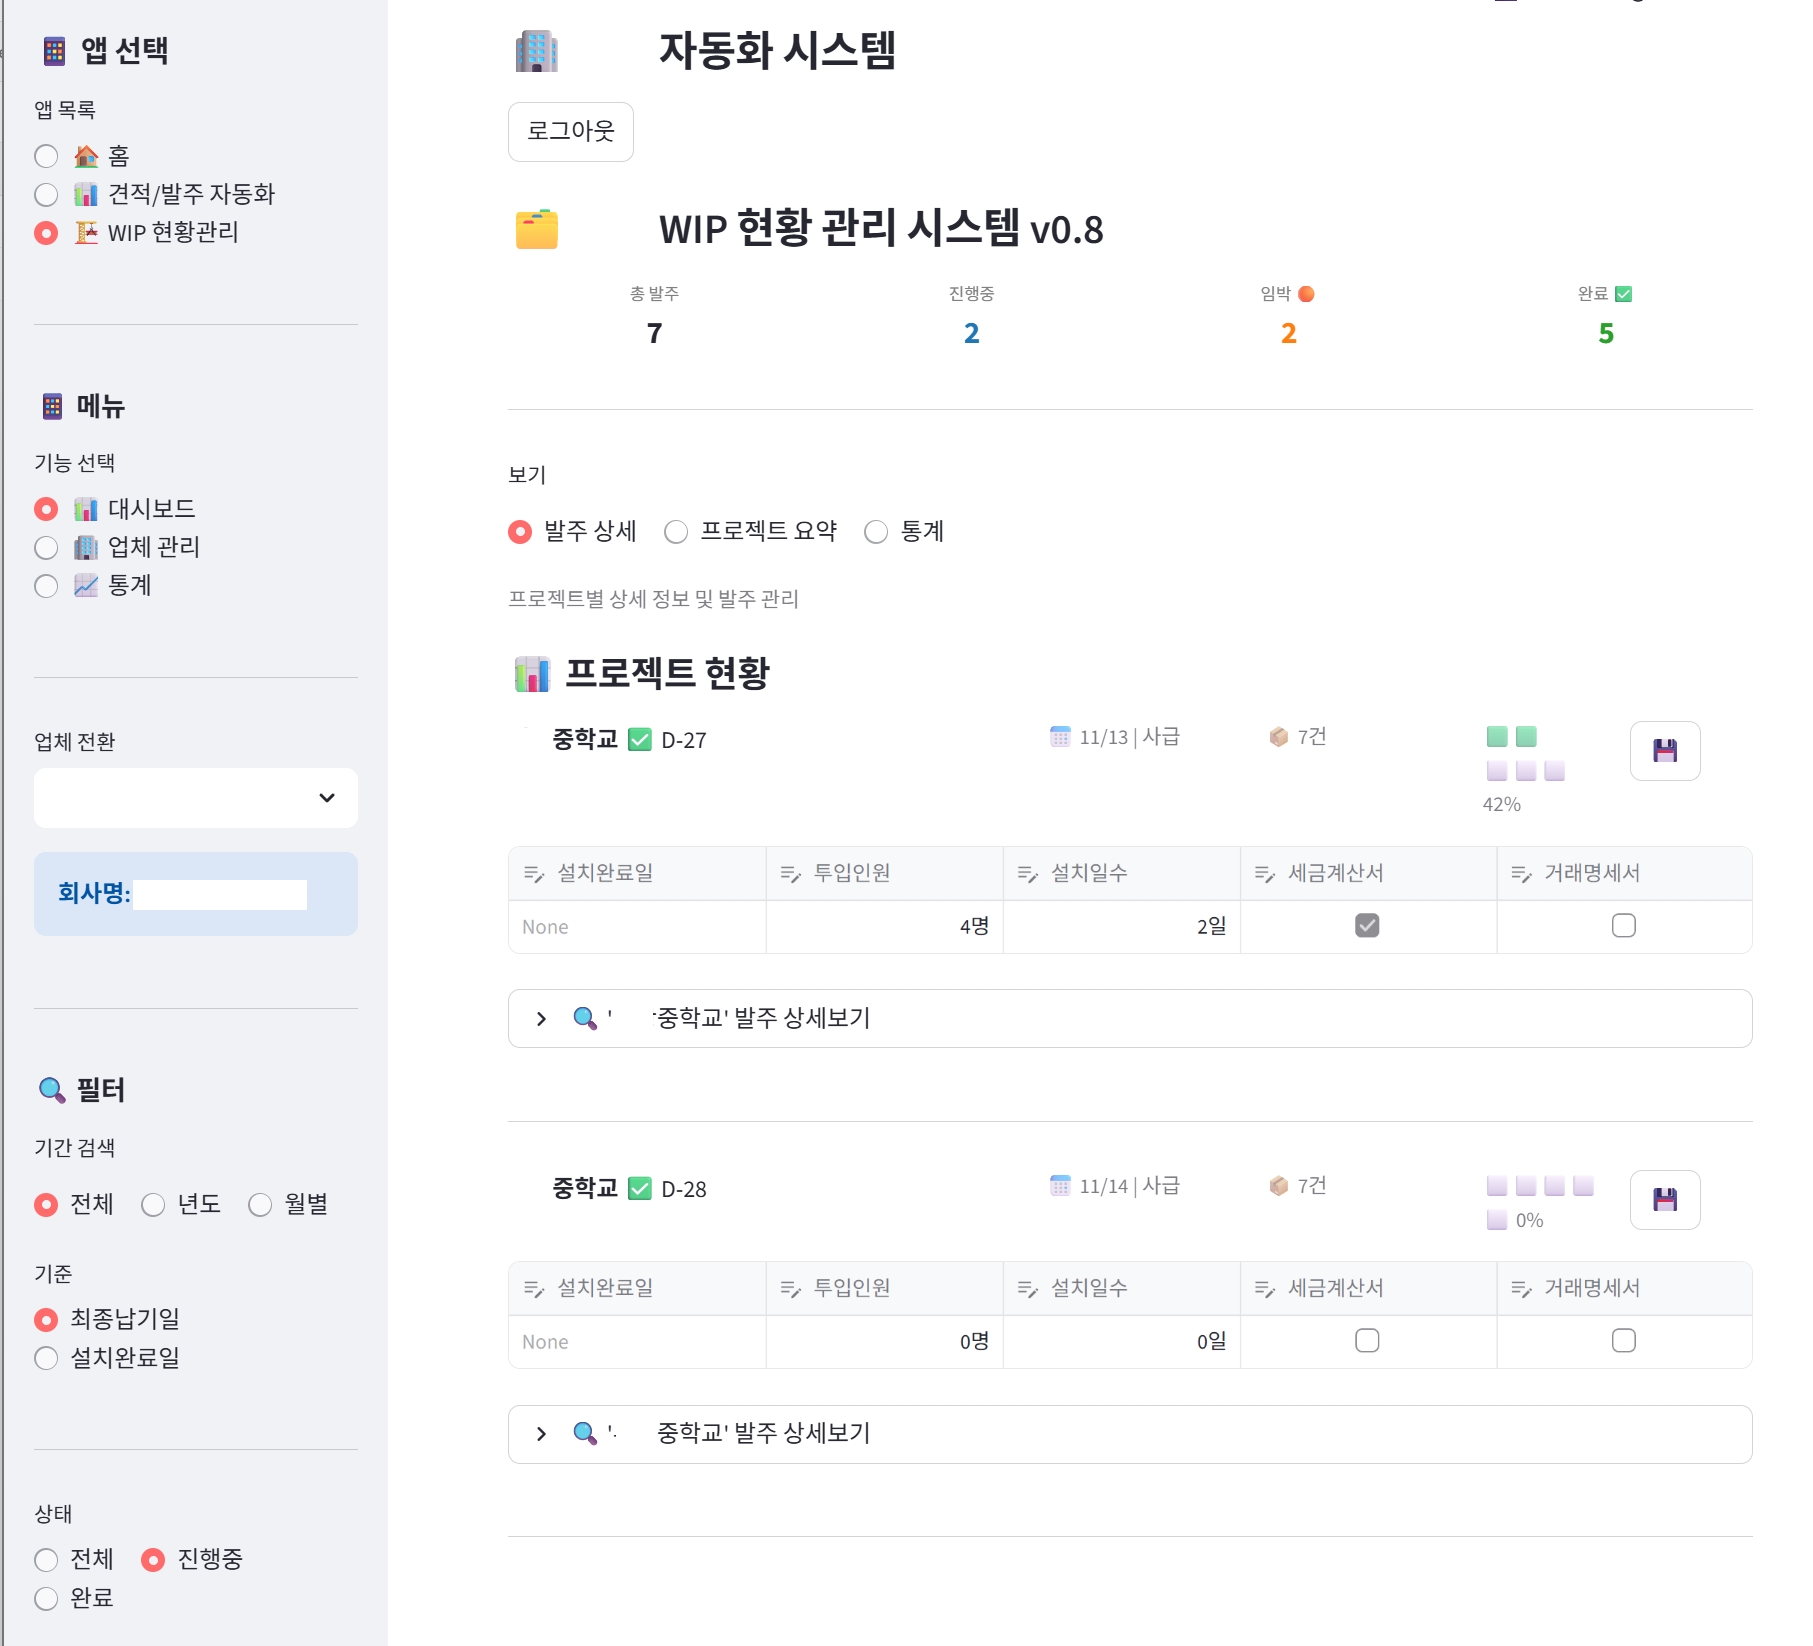 앱 선택
앱 목록
홈
견적/발주 자동화
WIP 현황관리
메뉴
기능 선택
대시보드
업체 관리
통계
업체 전환
회사명:
필터
기간 검색
전체 년도 월별
기준
최종납기일
설치완료일
상태
전체 진행중
완료
자동화 시스템
로그아웃
WIP 현황 관리 시스템 v0.8
총 발주 진행중 임박 완료
7 2 2 5
보기
발주 상세 프로젝트 요약 통계
프로젝트별 상세 정보 및 발주 관리
프로젝트 현황
중학교 ✅ D-27 11/13 | 사급 7건
42%
설치완료일 투입인원 설치일수 세금계산서 거래명세서
None 4명 2일
' 중학교' 발주 상세보기
중학교 ✅ D-28 11/14 | 사급 7건
0%
설치완료일 투입인원 설치일수 세금계산서 거래명세서
None 0명 0일
' 중학교' 발주 상세보기